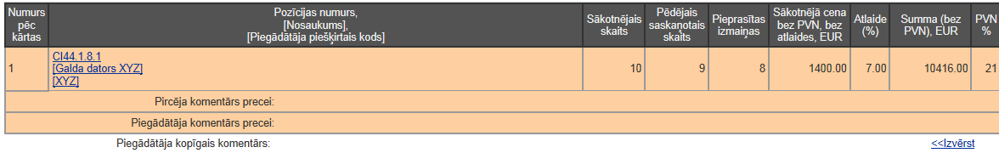 Numurs pēc kārtas
Pozīcijas numurs, [Nosaukums], [Piegādātāja piešķirtais kods]
Sākotnējais skaits
Pēdējais saskaņotais skaits
Pieprasītas izmaiņas
Sākotnējā cena bez PVN, bez atlaides, EUR
Atlaide (%)
Summa (bez PVN), EUR
PVN %
1
CI44.1.8.1
[Galda dators XYZ]
[XYZ]
10
9
8
1400.00
7.00
10416.00
21
Pircēja komentārs precei:
Piegādātāja komentārs precei:
Piegādātāja kopīgais komentārs:
<<Izvērst